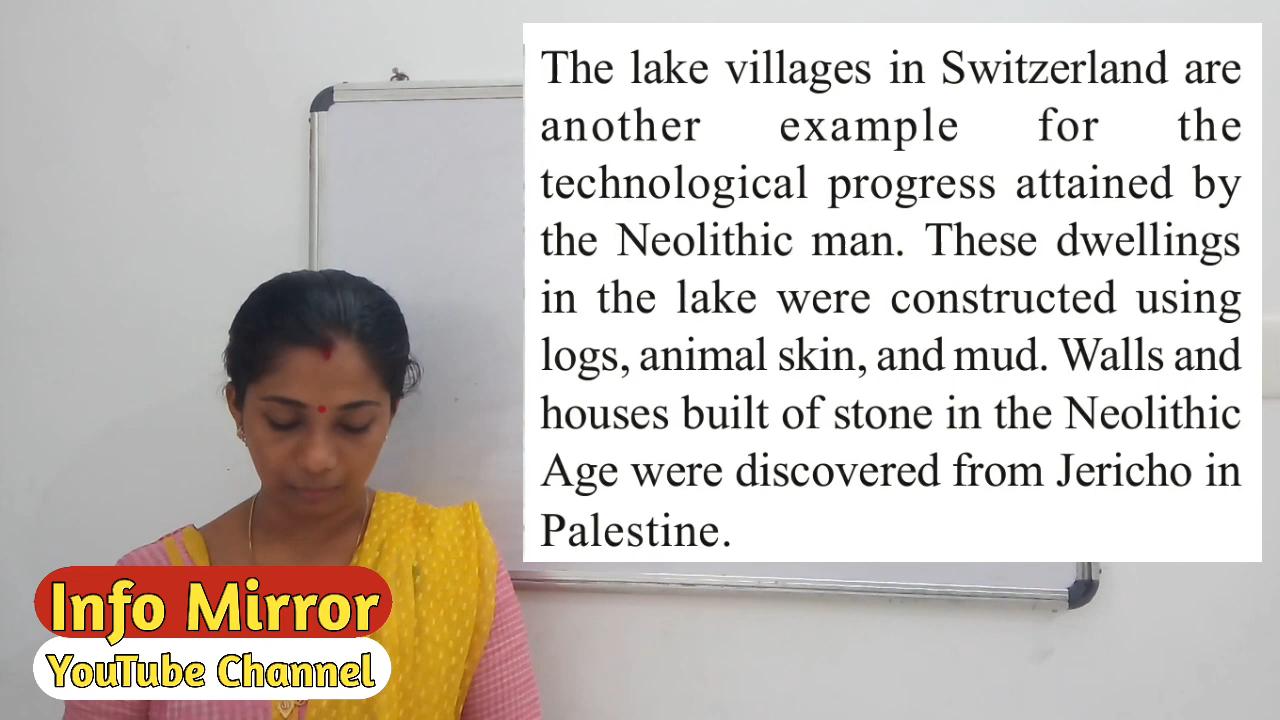 The lake villages in Switzerland are
another example for the
technological progress attained by
the Neolithic man. These dwellings
in the lake were constructed using
logs, animal skin, and mud. Walls and
houses built of stone in the Neolithic
Age were discovered from Jericho in
Palestine.
Info Mirror
YouTube Channel